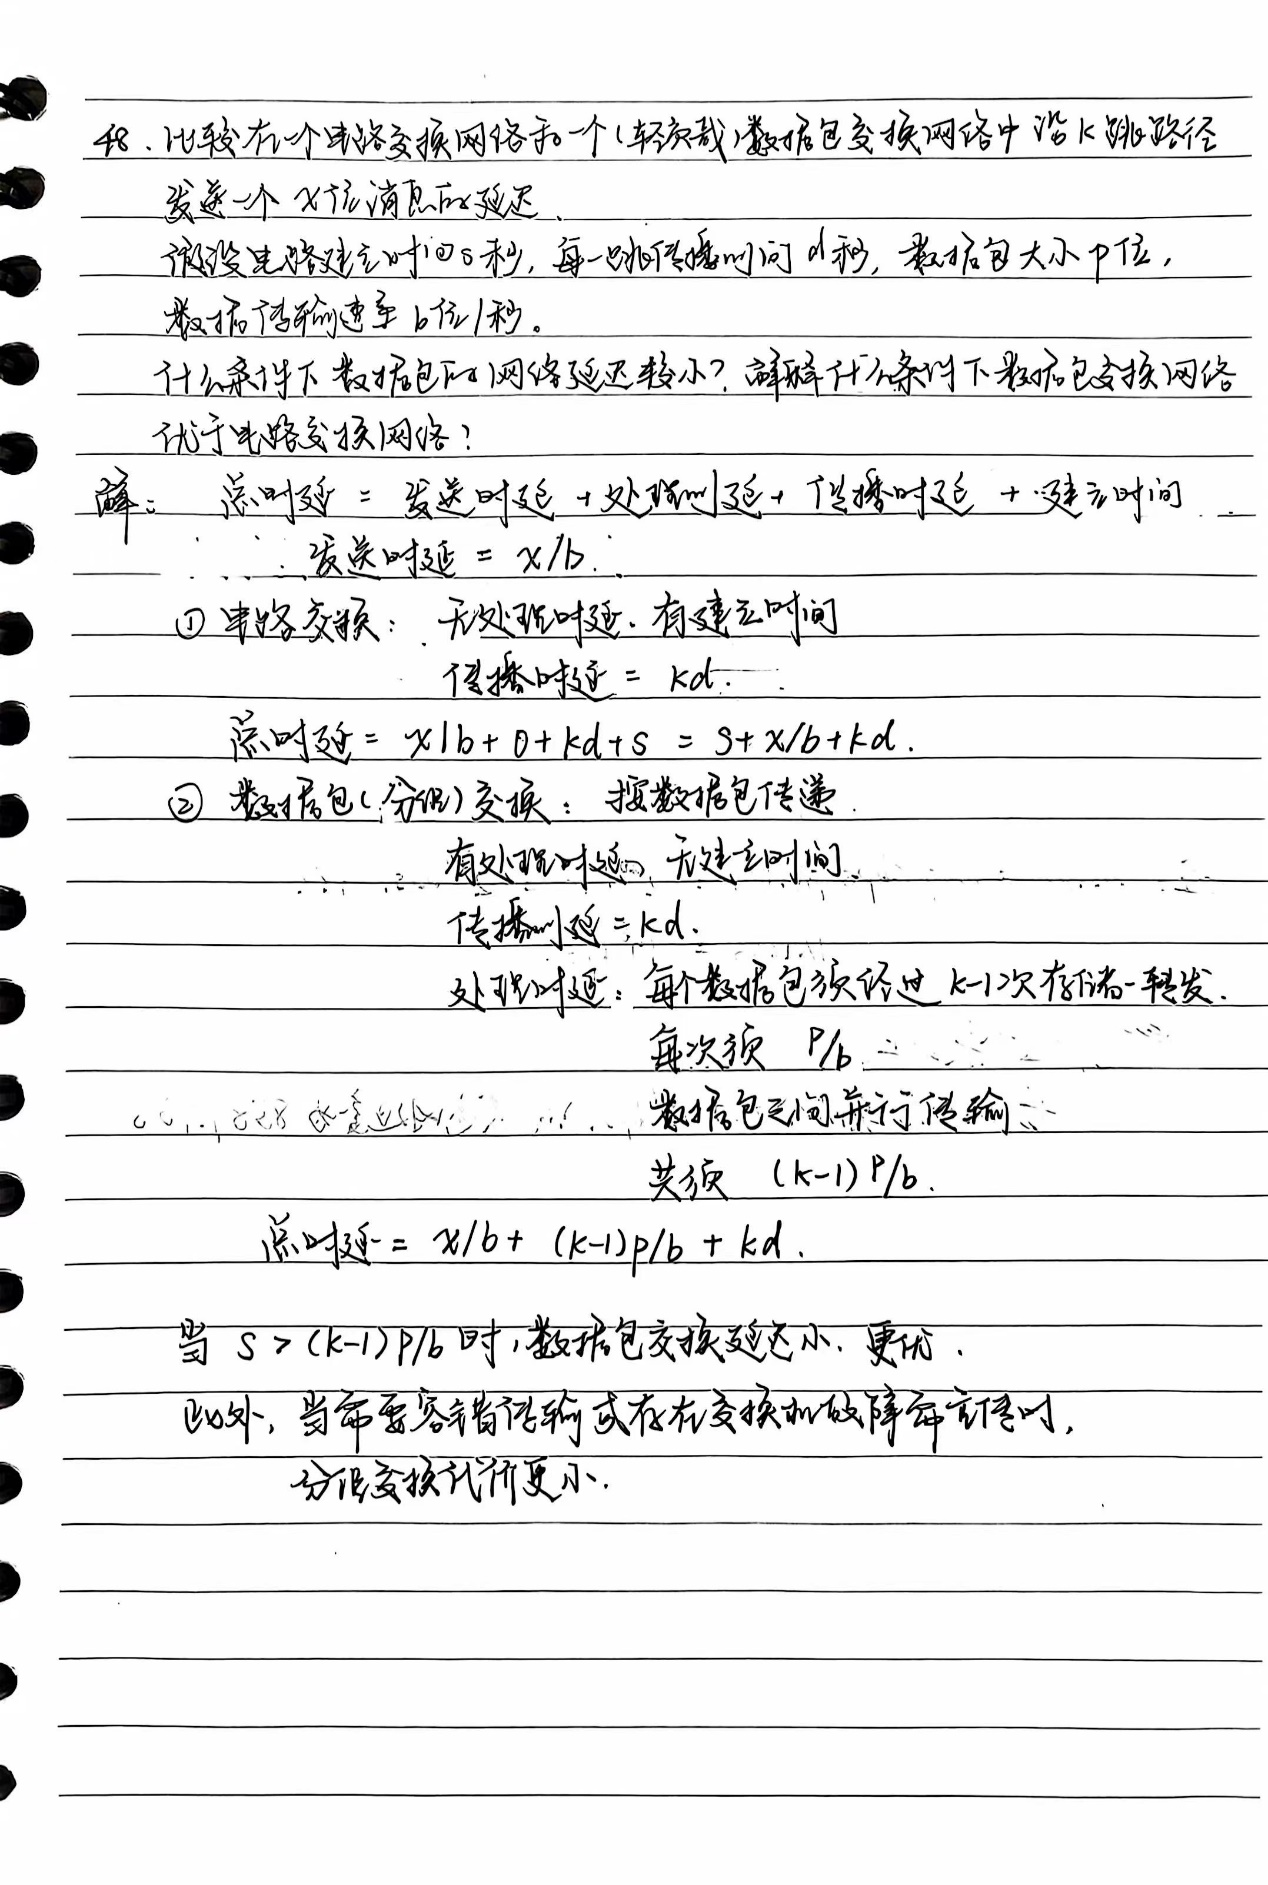 48. 比较在一个电路交换网络和一个(轻负载)数据包交换网络中沿k跳路径
发送一个x位消息的延迟.
假设电路建立时间s秒, 每一跳传播时间d秒, 数据包大小p位,
数据传输速率b位/秒。
什么条件下数据包的网络延迟较小? 解释什么条件下数据包交换网络
优于电路交换网络?
解: 总时延 = 发送时延 + 处理时延 + 传播时延 + 建立时间
发送时延 = x/b.
① 电路交换: 无处理时延. 有建立时间
传播时延 = kd.
总时延 = x/b + 0 + kd + s = s + x/b + kd.
② 数据包(分组)交换: 按数据包传递.
有处理时延, 无建立时间
传播时延 = kd.
处理时延: 每个数据包须经过 k-1次存储-转发.
每次须 P/b
数据包之间并行传输
共须 (k-1)P/b.
总时延 = x/b + (k-1)p/b + kd.
当 S > (k-1)P/b 时, 数据包交换延迟小. 更优.
此外, 当需要容错传输或存在交换机故障需重传时,
分组交换代价更小.